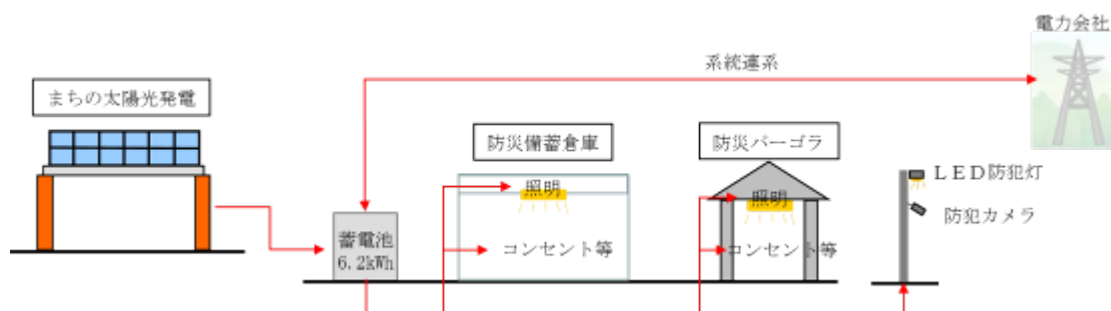 電力会社
系統連系
まちの太陽光発電
防災備蓄倉庫
防災パーゴラ
照明
照明
LED防犯灯
防犯カメラ
蓄電池
6.2kWh
コンセント等
コンセント等